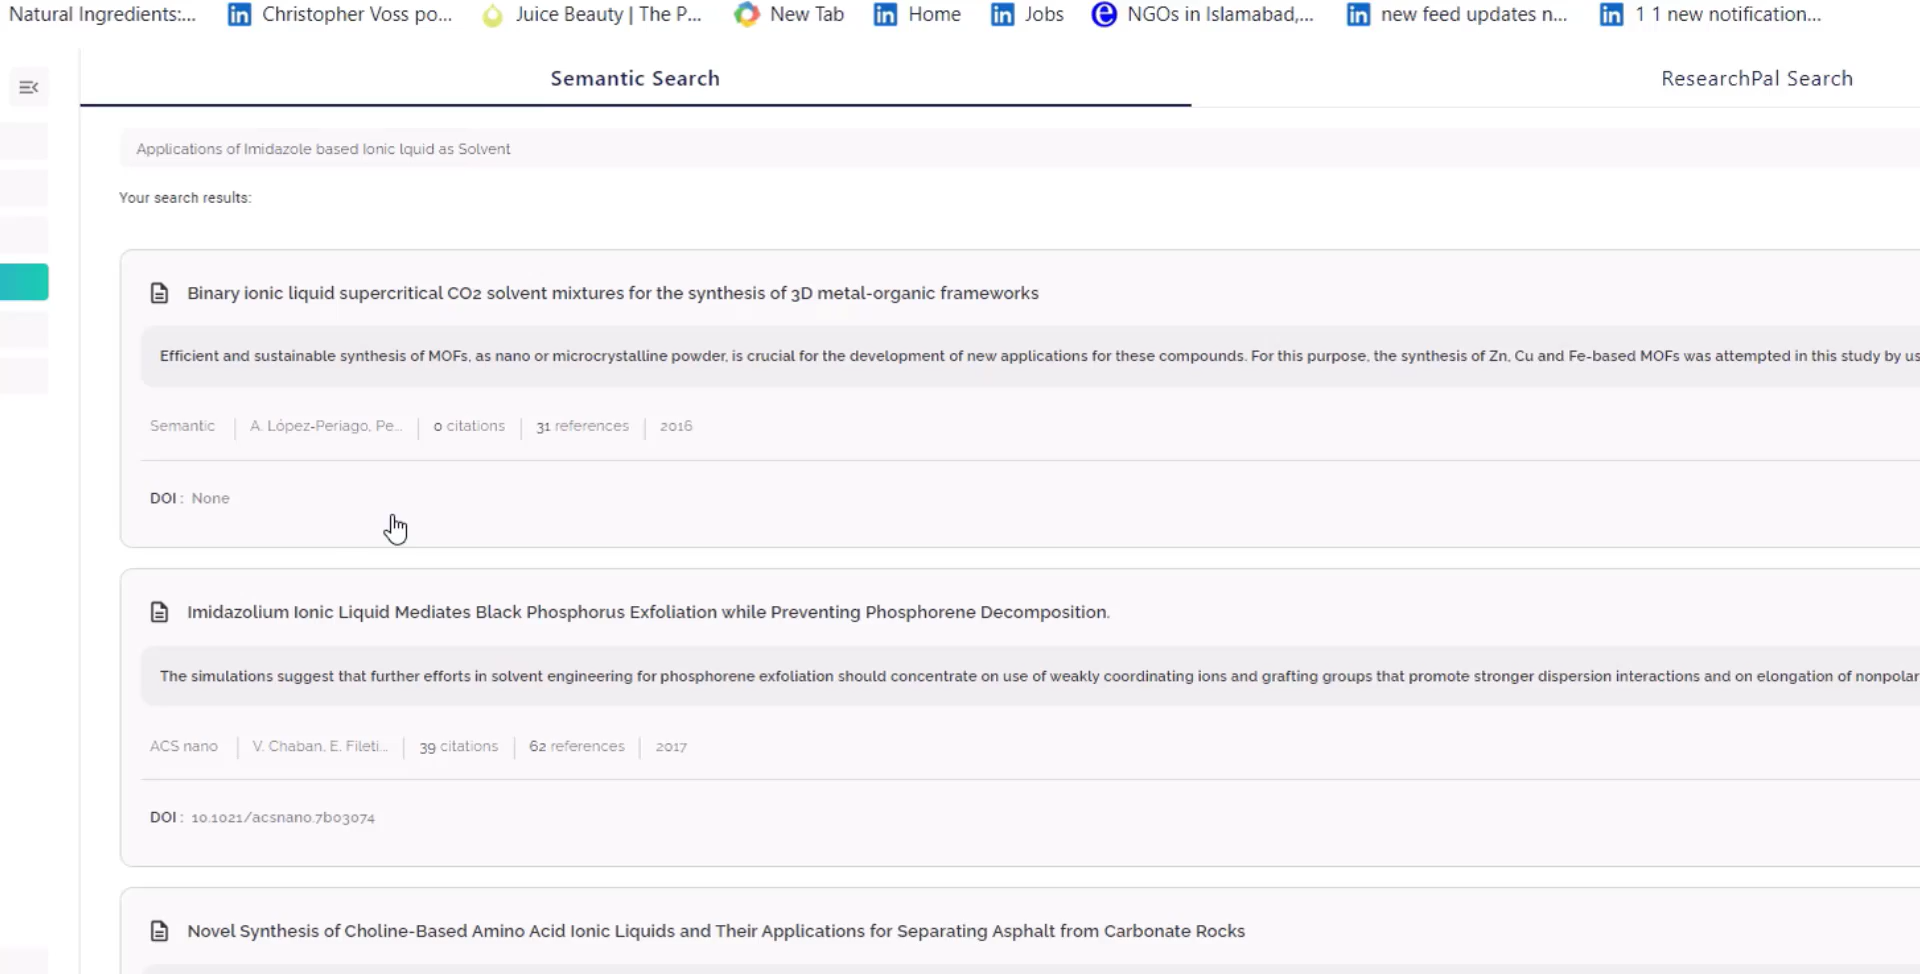 Natural Ingredients:... Christopher Voss po... Juice Beauty | The P... New Tab Home Jobs NGOs in Islamabad,... new feed updates n... 1 1 new notification...
Semantic Search ResearchPal Search
Applications of Imidazole based Ionic lquid as Solvent
Your search results:
Binary ionic liquid supercritical CO2 solvent mixtures for the synthesis of 3D metal-organic frameworks
Efficient and sustainable synthesis of MOFs, as nano or microcrystalline powder, is crucial for the development of new applications for these compounds. For this purpose, the synthesis of Zn, Cu and Fe-based MOFs was attempted in this study by us
Semantic A. López-Periago, Pe... 0 citations 31 references 2016
DOI : None
Imidazolium Ionic Liquid Mediates Black Phosphorus Exfoliation while Preventing Phosphorene Decomposition.
The simulations suggest that further efforts in solvent engineering for phosphorene exfoliation should concentrate on use of weakly coordinating ions and grafting groups that promote stronger dispersion interactions and on elongation of nonpolar
ACS nano V. Chaban, E. Fileti... 39 citations 62 references 2017
DOI : 10.1021/acsnano.7b03074
Novel Synthesis of Choline-Based Amino Acid Ionic Liquids and Their Applications for Separating Asphalt from Carbonate Rocks